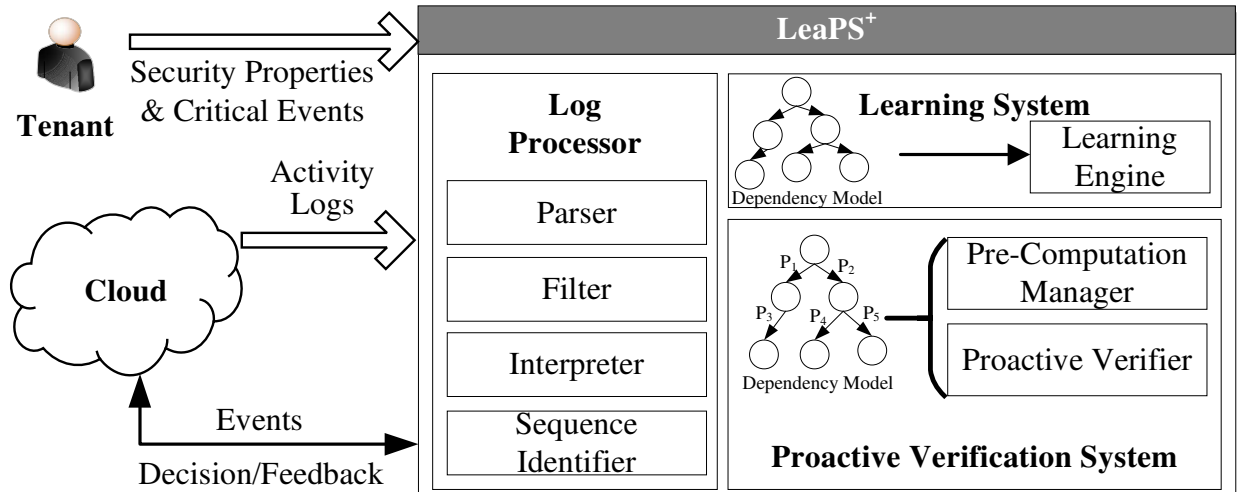 LeaPS+
Security Properties
& Critical Events
Tenant
Activity
Logs
Cloud
Events
Decision/Feedback
Log
Processor
Parser
Filter
Interpreter
Sequence
Identifier
Learning System
Dependency Model
Learning
Engine
P1
P2
P3
P4
P5
Dependency Model
Pre-Computation
Manager
Proactive Verifier
Proactive Verification System